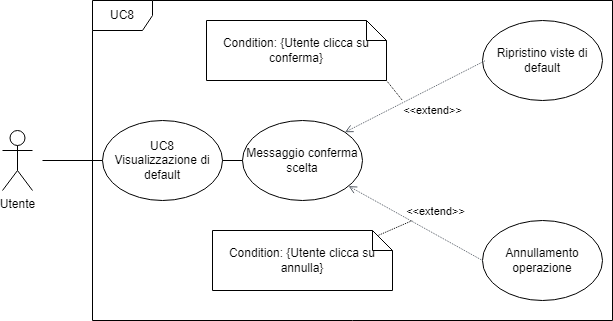 UC8
Condition: {Utente clicca su
conferma}
Ripristino viste di
default
<<extend>>
UC8
Visualizzazione di
default
Messaggio conferma
scelta
Utente
<<extend>>
Condition: {Utente clicca su
annulla}
Annullamento
operazione